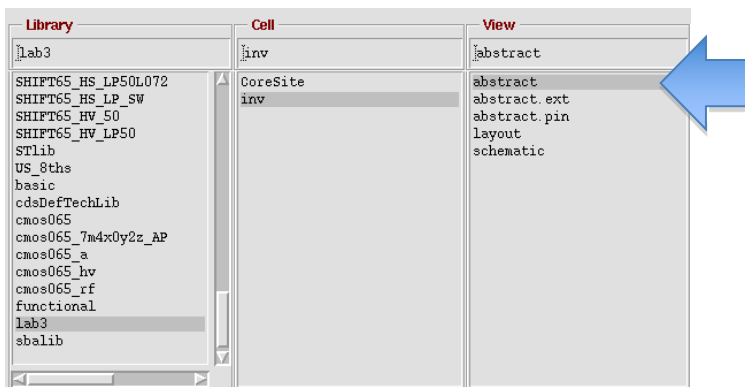 Library
lab3
SHIFT65_HS_LP50L072
SHIFT65_HS_LP_SW
SHIFT65_HV_50
SHIFT65_HV_LP50
STlib
US_8ths
basic
cdsDefTechLib
cmos065
cmos065_7m4x0y2z_AP
cmos065_a
cmos065_hv
cmos065_rf
functional
lab3
sbalib
Cell
inv
CoreSite
inv
View
abstract
abstract
abstract.ext
abstract.pin
layout
schematic